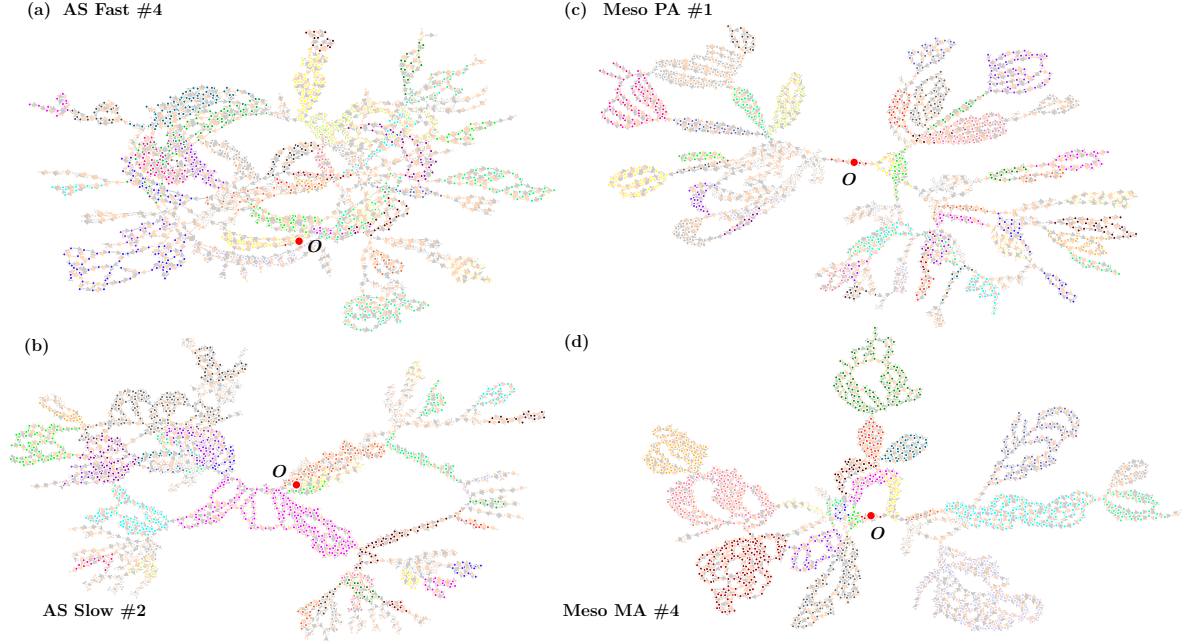 (a) AS Fast #4
O
(c) Meso PA #1
O
(b)
O
AS Slow #2
(d)
O
Meso MA #4